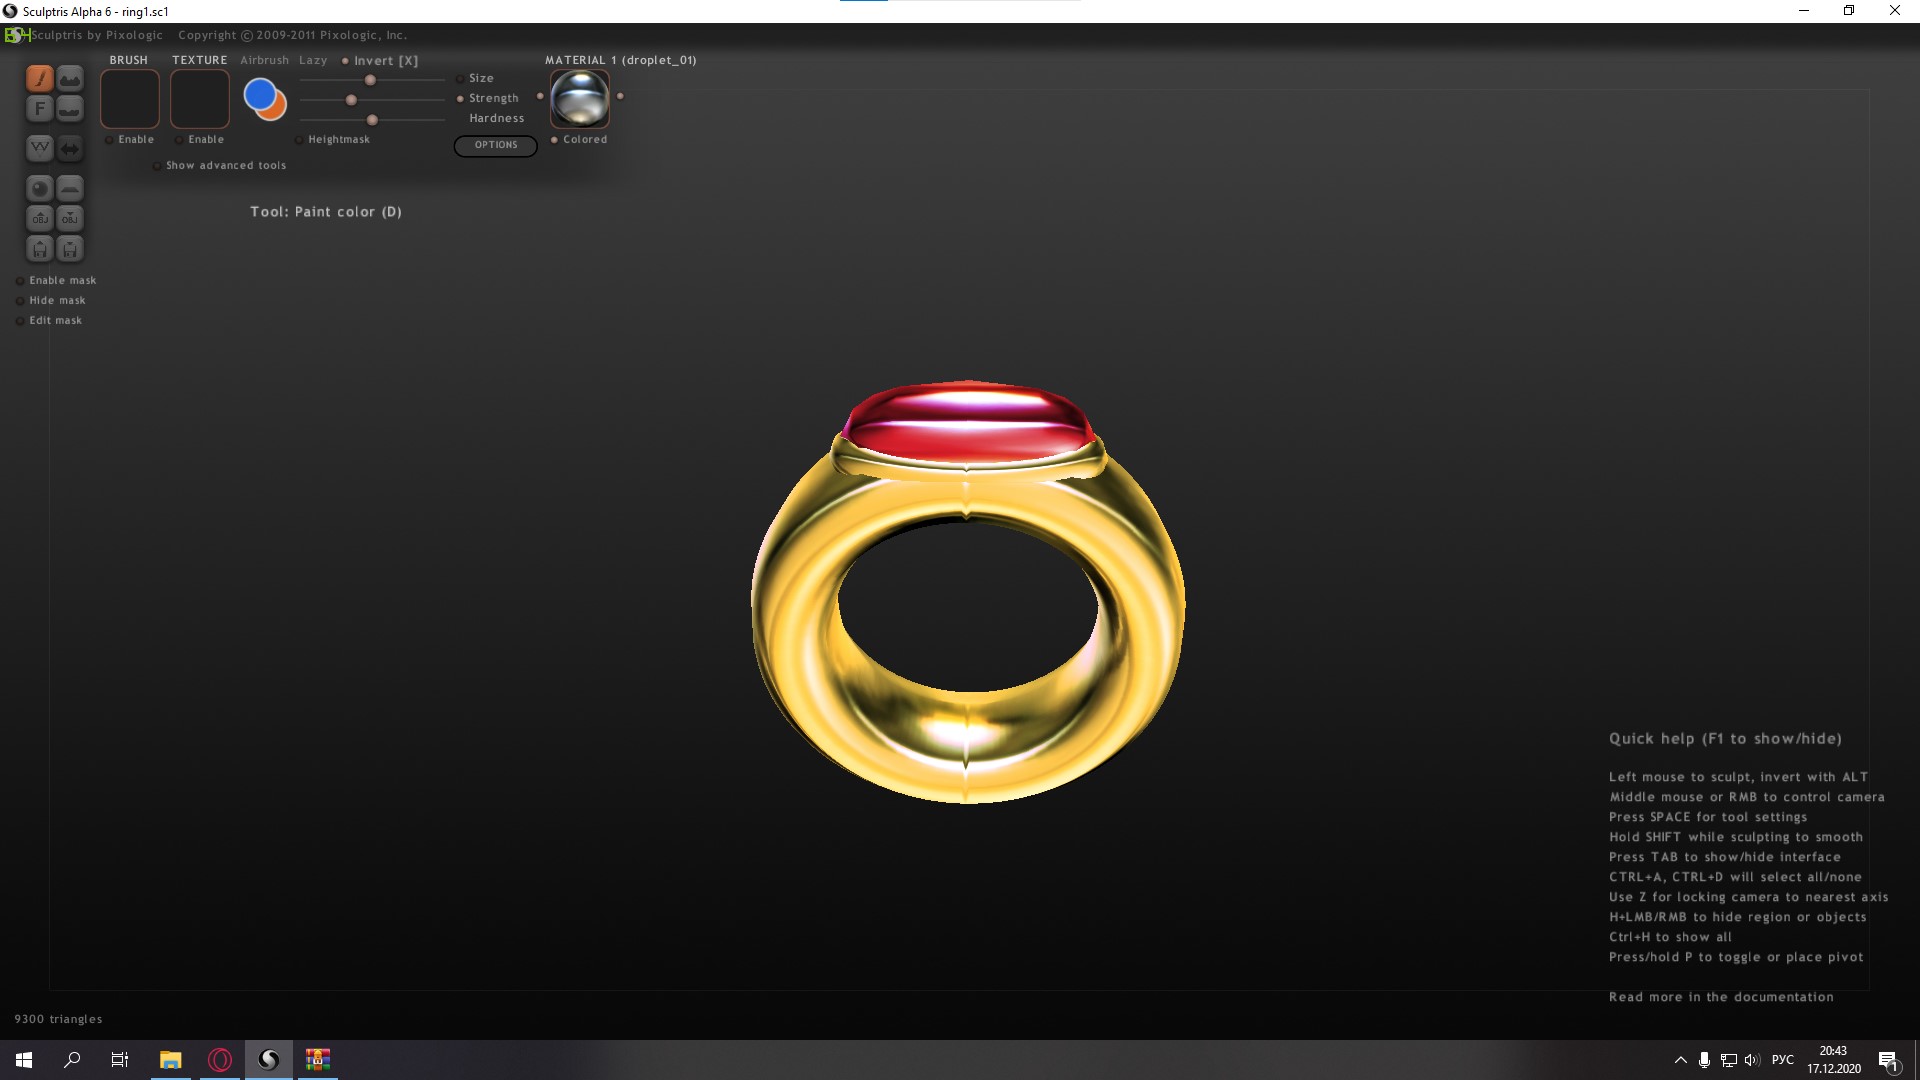 Sculptris Alpha 6 - ring1.sc1
Sculptris by Pixologic Copyright © 2009-2011 Pixologic, Inc.
BRUSH TEXTURE Airbrush Lazy Invert [X] MATERIAL 1 (droplet_01)
Size
Strength
Hardness
F
Enable Enable Heightmask OPTIONS Colored
Show advanced tools
Tool: Paint color (D)
OBJ OBJ
Enable mask
Hide mask
Edit mask
Quick help (F1 to show/hide)
Left mouse to sculpt, invert with ALT
Middle mouse or RMB to control camera
Press SPACE for tool settings
Hold SHIFT while sculpting to smooth
Press TAB to show/hide interface
CTRL+A, CTRL+D will select all/none
Use Z for locking camera to nearest axis
H+LMB/RMB to hide region or objects
Ctrl+H to show all
Press/hold P to toggle or place pivot
Read more in the documentation
9300 triangles
РУС
20:43
17.12.2020
1